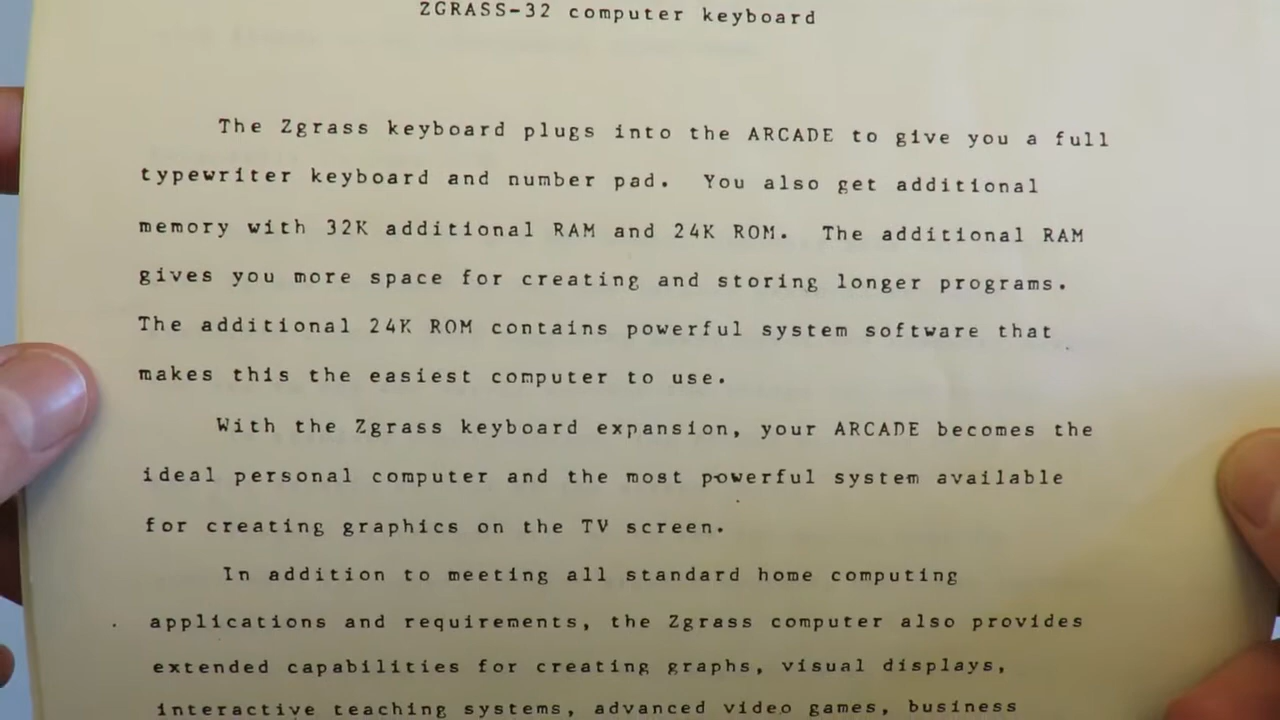 ZGRASS-32 computer keyboard
The Zgrass keyboard plugs into the ARCADE to give you a full
typewriter keyboard and number pad. You also get additional
memory with 32K additional RAM and 24K ROM. The additional RAM
gives you more space for creating and storing longer programs.
The additional 24K ROM contains powerful system software that
makes this the easiest computer to use.
With the Zgrass keyboard expansion, your ARCADE becomes the
ideal personal computer and the most powerful system available
for creating graphics on the TV screen.
In addition to meeting all standard home computing
applications and requirements, the Zgrass computer also provides
extended capabilities for creating graphs, visual displays,
interactive teaching systems, advanced video games, business